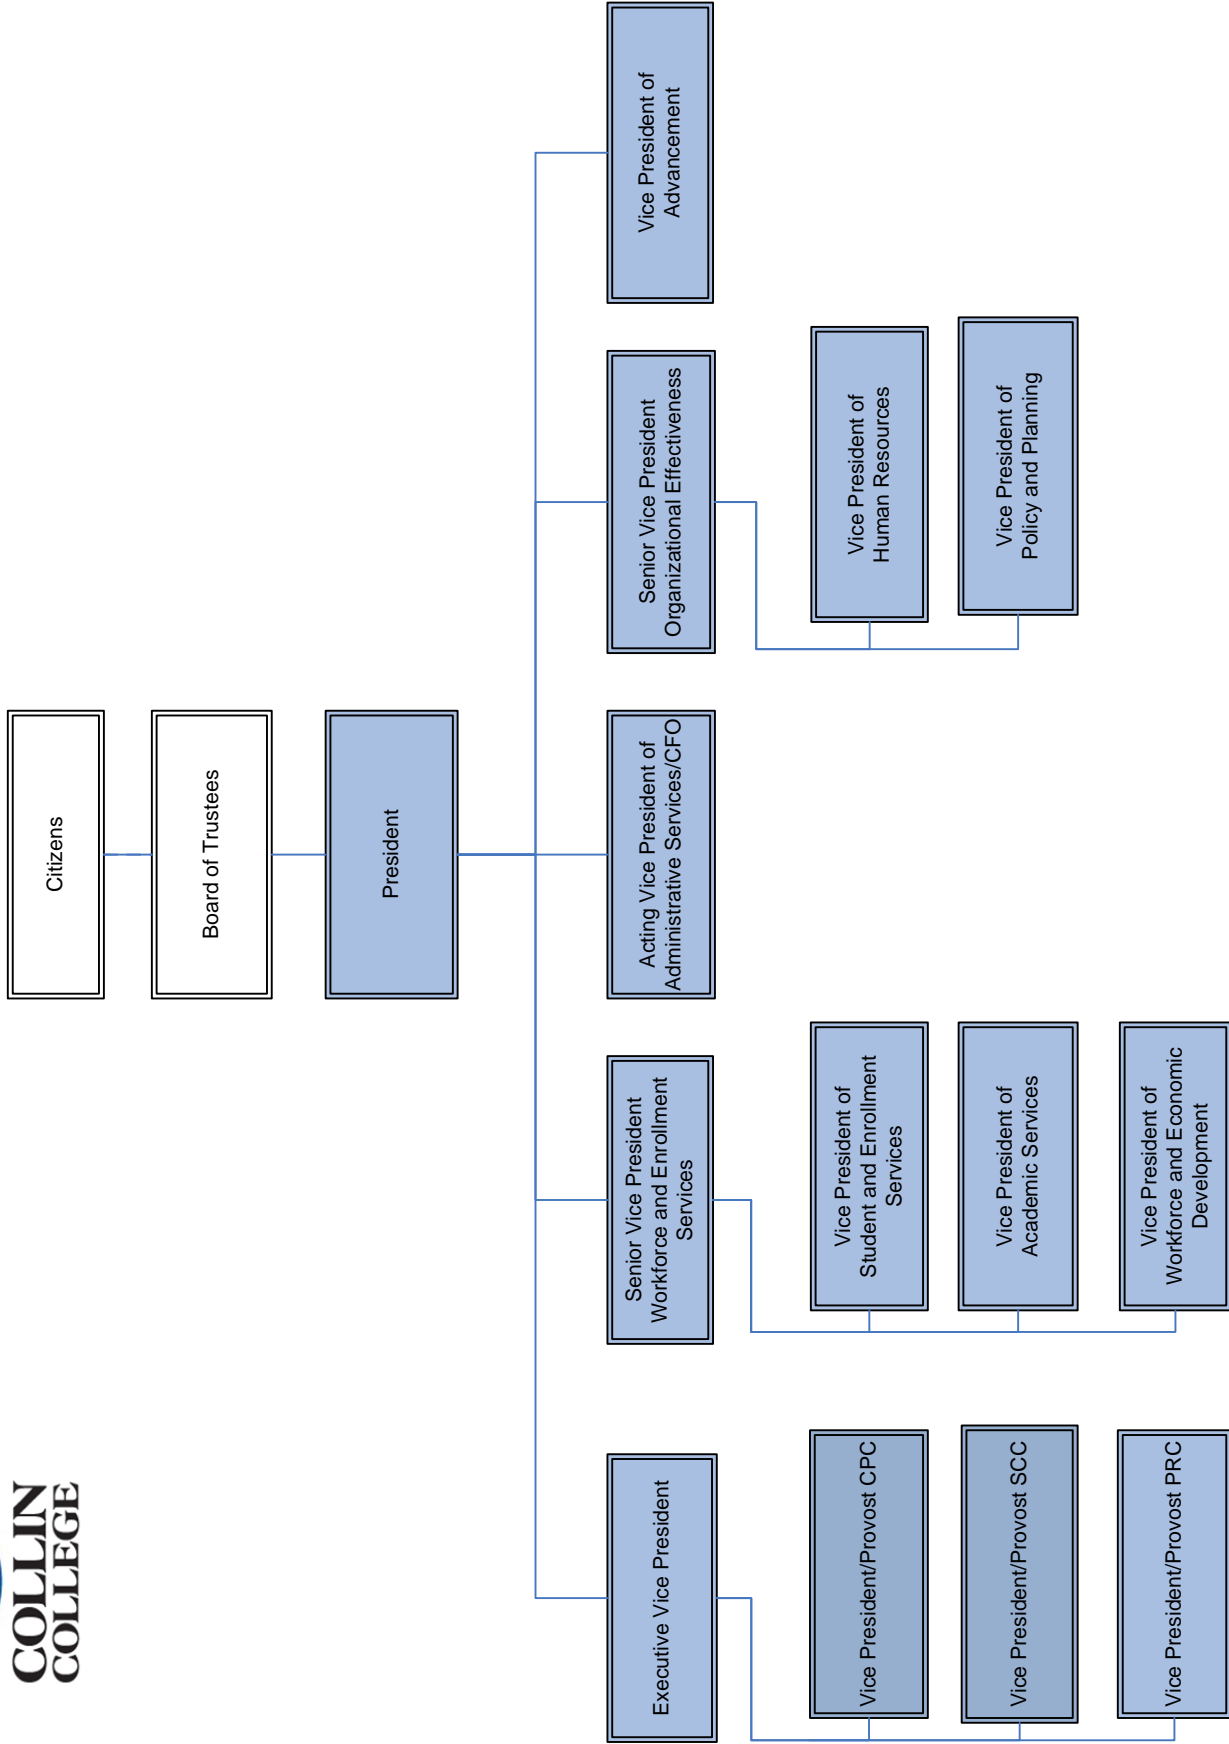 COLLIN
COLLEGE
Citizens
Board of Trustees
President
Executive Vice President
Senior Vice President
Workforce and Enrollment
Services
Acting Vice President of
Administrative Services/CFO
Senior Vice President
Organizational Effectiveness
Vice President of
Advancement
Vice President/Provost CPC
Vice President/Provost SCC
Vice President/Provost PRC
Vice President of
Student and Enrollment
Services
Vice President of
Academic Services
Vice President of
Workforce and Economic
Development
Vice President of
Human Resources
Vice President of
Policy and Planning